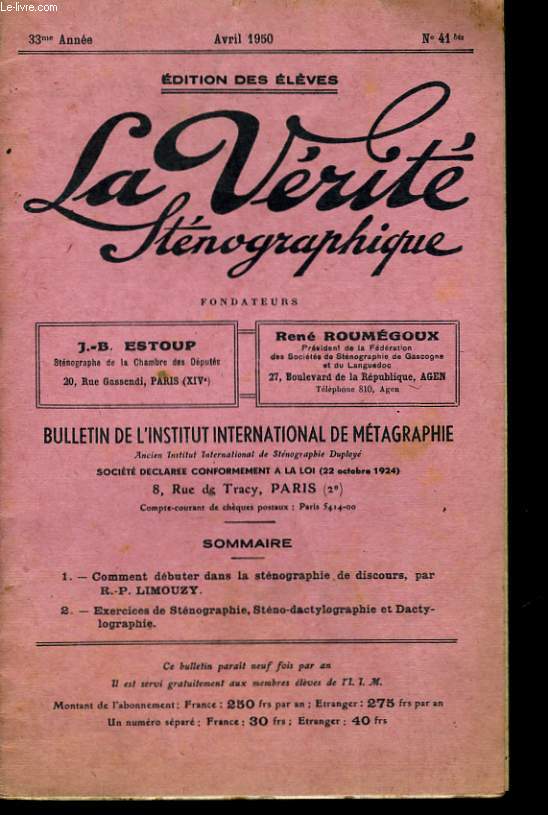 Le-livre.com
33me Année Avril 1950 No 41 bis
ÉDITION DES ÉLÈVES
La Vérité
Sténographique
FONDATEURS
J.-B. ESTOUP
Sténographe de la Chambre des Députés
20, Rue Gassendi, PARIS (XIVe)
René ROUMÉGOUX
Président de la Fédération
des Sociétés de Sténographie de Gascogne
et du Languedoc
27, Boulevard de la République, AGEN
Téléphone 810, Agen
BULLETIN DE L'INSTITUT INTERNATIONAL DE MÉTAGRAPHIE
Ancien Institut International de Sténographie Duployé
SOCIÉTÉ DECLAREE CONFORMEMENT A LA LOI (22 octobre 1924)
8, Rue dg Tracy, PARIS (2e)
Compte-courant de chèques postaux : Paris 5414-00
SOMMAIRE
1. — Comment débuter dans la sténographie de discours, par
R.-P. LIMOUZY.
2. — Exercices de Sténographie, Sténo-dactylographie et Dacty-
lographie.
Ce bulletin paraît neuf fois par an
Il est servi gratuitement aux membres élèves de l'I. I. M.
Montant de l'abonnement : France : 250 frs par an ; Etranger : 275 frs par an
Un numéro séparé ; France ; 30 frs ; Etranger ; 40 frs